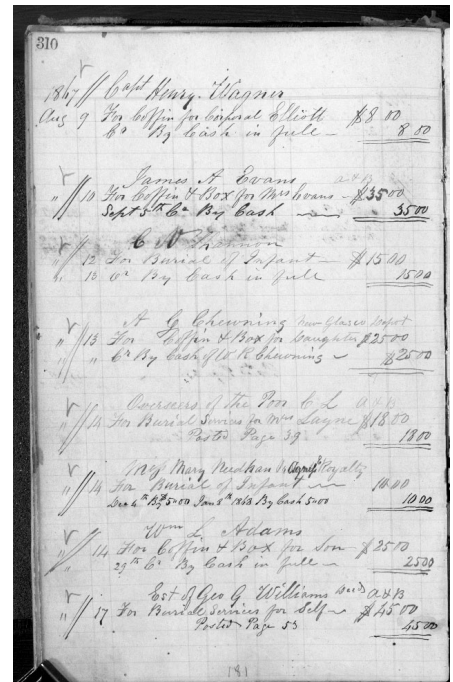 310
1867 // Capt Henry. Wagner
Aug 9 For Coffin for Corporal Elliott $8 00
Cr By Cash in full 8 00
James A Evans A & B
" 10 For Coffin & Box for Mrs Evans $35 00
Sept 5th Cr By Cash 35 00
" 12 For Burial of Infant $15 00
" 13 Cr By Cash in full 15 00
A G Chewning near Glazes Depot
" 13 For Coffin & Box for Daughter $25 00
" " Cr By Cash of W R Chewning $25 00
Overseers of the Poor C L A & B
" 13 For Burial Services for Mrs Layne $18 00
Posted Page 39 18 00
Mary Royalty
" 14 For Burial of Infant 10 00
Dec 4th By $ 5 00 Jan 8th 1868 By Cash 5 00 10 00
Wm L Adams
" 14 For Coffin & Box for Son $25 00
" 29th Cr By Cash in full 25 00
Est of Geo G Williams Decd A & B
" 17 For Burial Services for Self $45 00
Posted Page 53 45 00
181